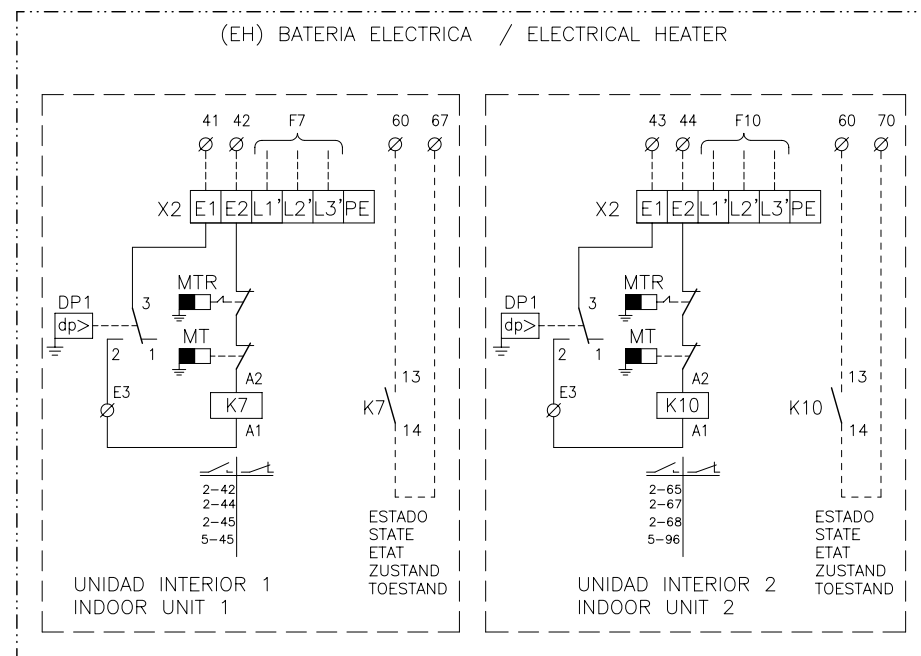 (EH) BATERIA ELECTRICA / ELECTRICAL HEATER
41 42 F7 60 67
X2 E1 E2 L1' L2' L3' PE
MTR
DP1 3
dp>
MT
2 1
A2 13
E3
K7 K7
A1 14
2-42
2-44
2-45
5-45
ESTADO
STATE
ETAT
ZUSTAND
TOESTAND
UNIDAD INTERIOR 1
INDOOR UNIT 1
43 44 F10 60 70
X2 E1 E2 L1' L2' L3' PE
MTR
DP1 3
dp>
MT
2 1
A2 13
E3
K10 K10
A1 14
2-65
2-67
2-68
5-96
ESTADO
STATE
ETAT
ZUSTAND
TOESTAND
UNIDAD INTERIOR 2
INDOOR UNIT 2